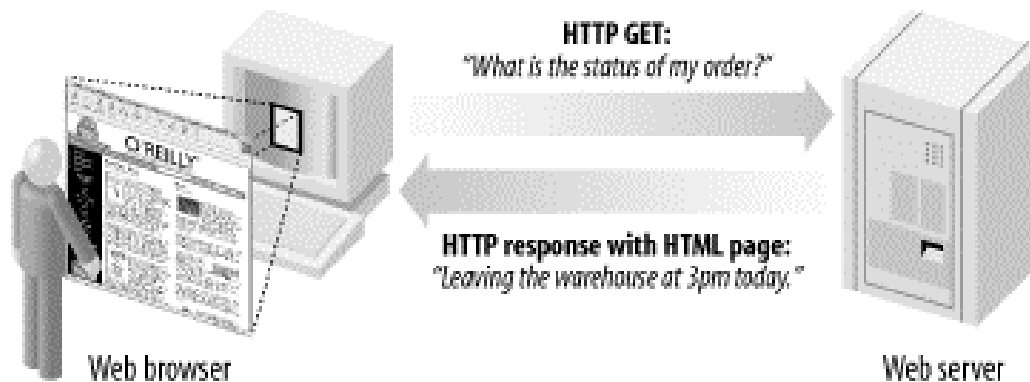 HTTP GET:
"What is the status of my order?"
O'REILLY
HTTP response with HTML page:
"Leaving the warehouse at 3pm today."
Web browser
Web server